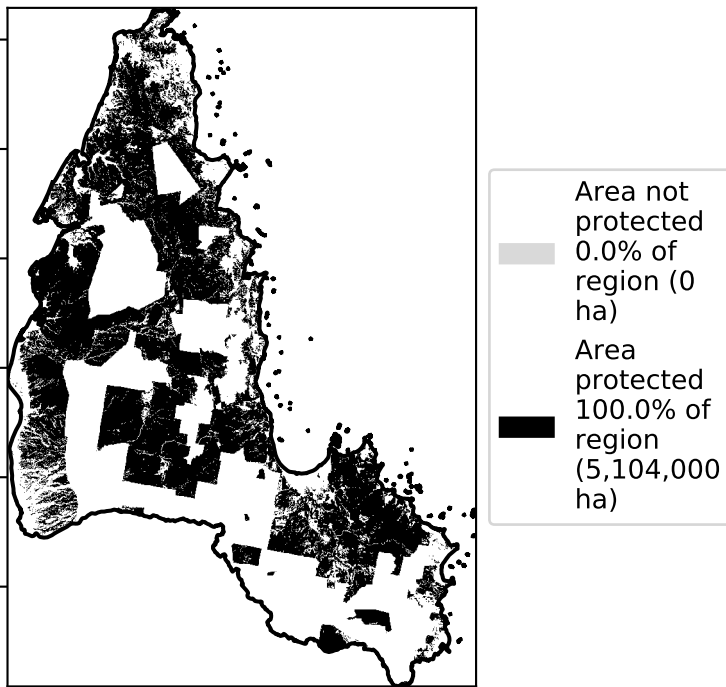 Area not
protected
0.0% of
region (0
ha)
Area
protected
100.0% of
region
(5,104,000
ha)